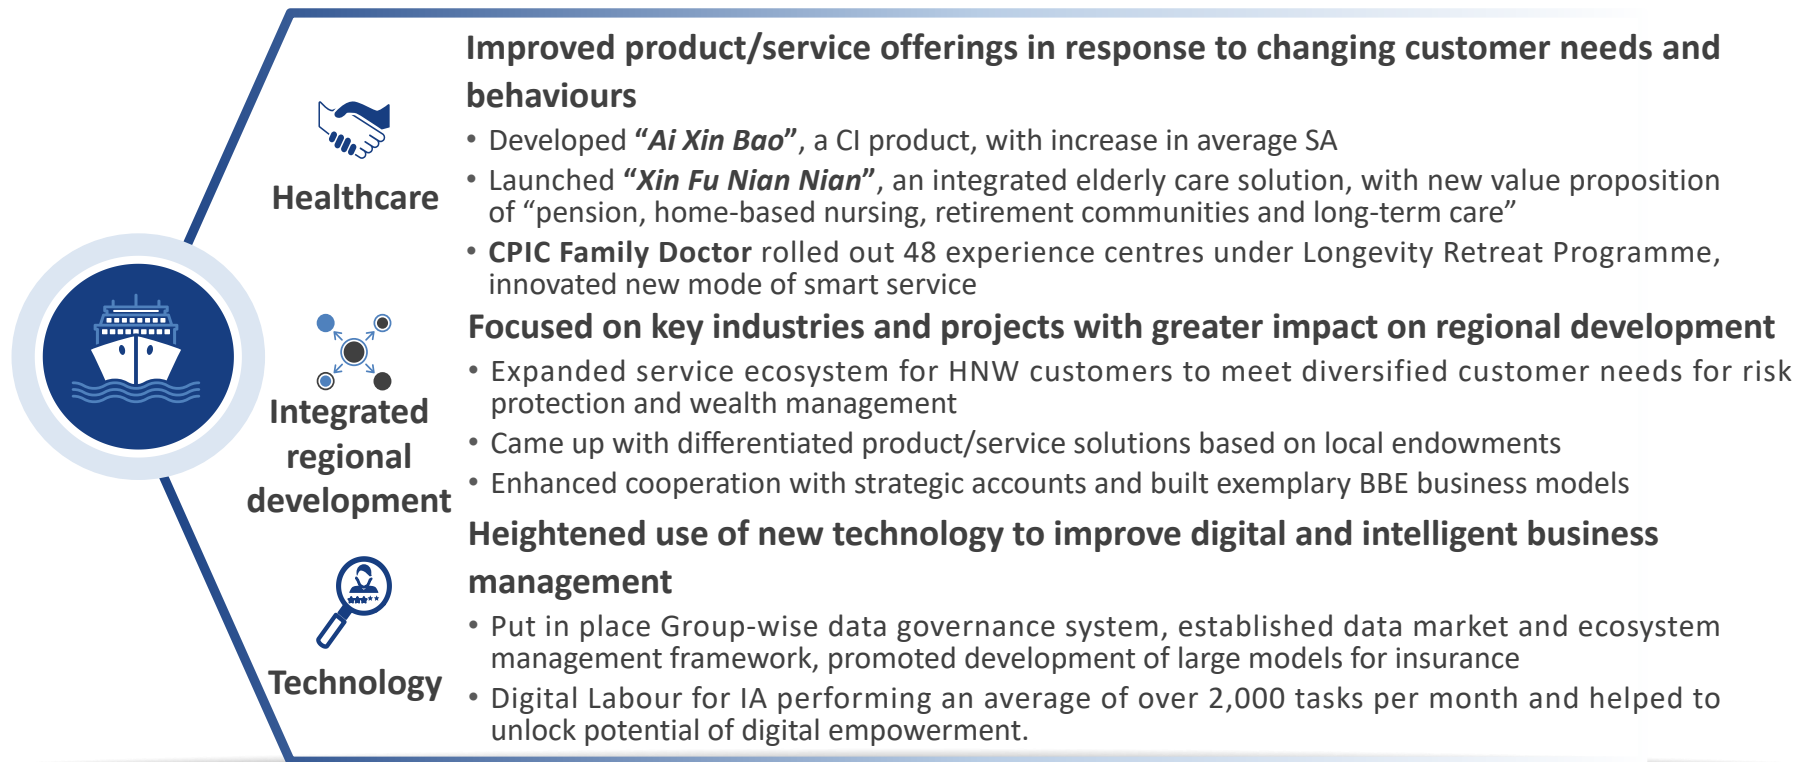 Improved product/service offerings in response to changing customer needs and
behaviours
• Developed “Ai Xin Bao”, a CI product, with increase in average SA
Healthcare
• Launched “Xin Fu Nian Nian”, an integrated elderly care solution, with new value proposition
of “pension, home-based nursing, retirement communities and long-term care”
• CPIC Family Doctor rolled out 48 experience centres under Longevity Retreat Programme,
innovated new mode of smart service
Focused on key industries and projects with greater impact on regional development
Integrated
regional
development
• Expanded service ecosystem for HNW customers to meet diversified customer needs for risk
protection and wealth management
• Came up with differentiated product/service solutions based on local endowments
• Enhanced cooperation with strategic accounts and built exemplary BBE business models
Heightened use of new technology to improve digital and intelligent business
management
Technology
• Put in place Group-wise data governance system, established data market and ecosystem
management framework, promoted development of large models for insurance
• Digital Labour for IA performing an average of over 2,000 tasks per month and helped to
unlock potential of digital empowerment.